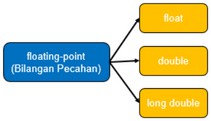 floating-point
(Bilangan Pecahan)
float
double
long double